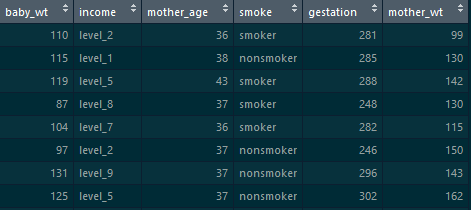 baby_wt income mother_age smoke gestation mother_wt
110 level_2 36 smoker 281 99
115 level_1 38 nonsmoker 285 130
119 level_5 43 smoker 288 142
87 level_8 37 smoker 248 130
104 level_7 36 smoker 282 115
97 level_2 37 nonsmoker 246 150
131 level_9 37 nonsmoker 296 143
125 level_5 37 nonsmoker 302 162